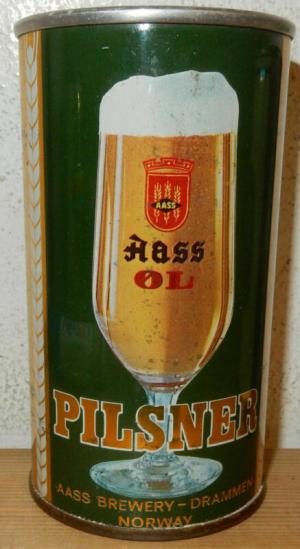 AASS
Aass
ØL
PILSNER
AASS BREWERY - DRAMMEN
NORWAY